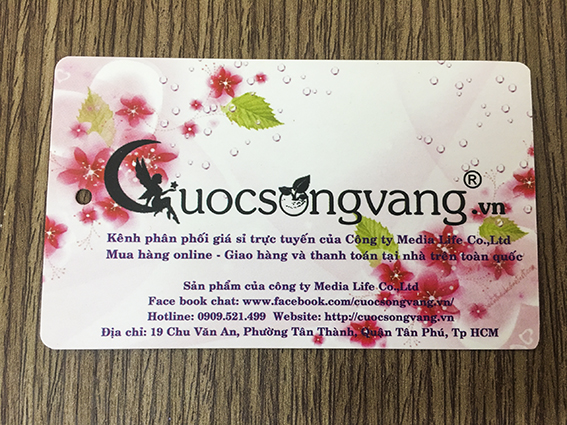 Cuocsongvang®.vn
Kênh phân phối giá sỉ trực tuyến của Công ty Media Life Co.,Ltd
Mua hàng online - Giao hàng và thanh toán tại nhà trên toàn quốc
Sản phẩm của công ty Media Life Co.,Ltd
Face book chat: www.facebook.com/cuocsongvang.vn/
Hotline: 0909.521.499 Website: http://cuocsongvang.vn
Địa chỉ: 19 Chu Văn An, Phường Tân Thành, Quận Tân Phú, Tp HCM